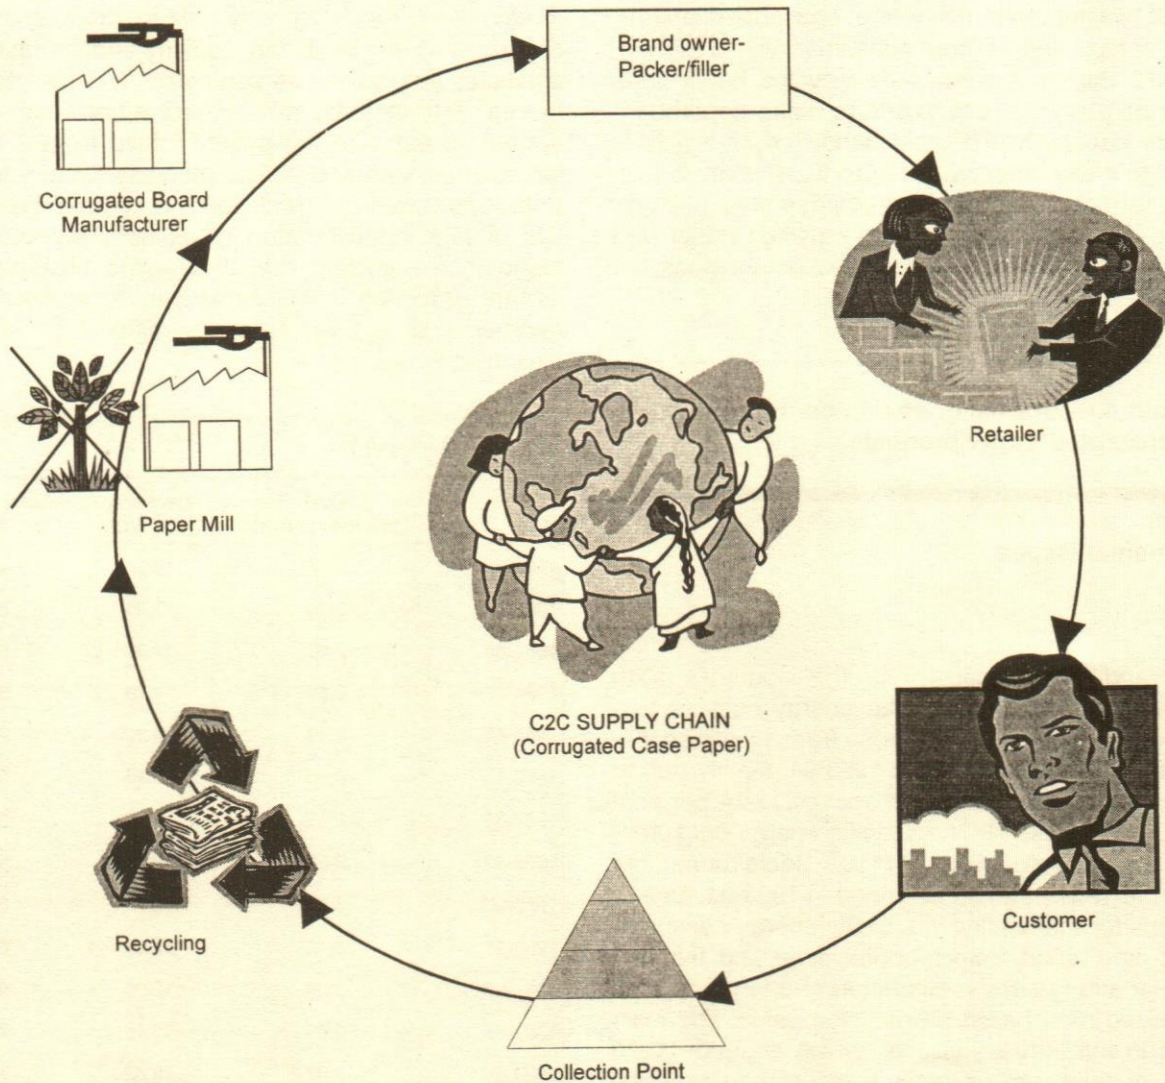 Brand owner-
Packer/filler
Corrugated Board
Manufacturer
Retailer
Paper Mill
C2C SUPPLY CHAIN
(Corrugated Case Paper)
Customer
Recycling
Collection Point